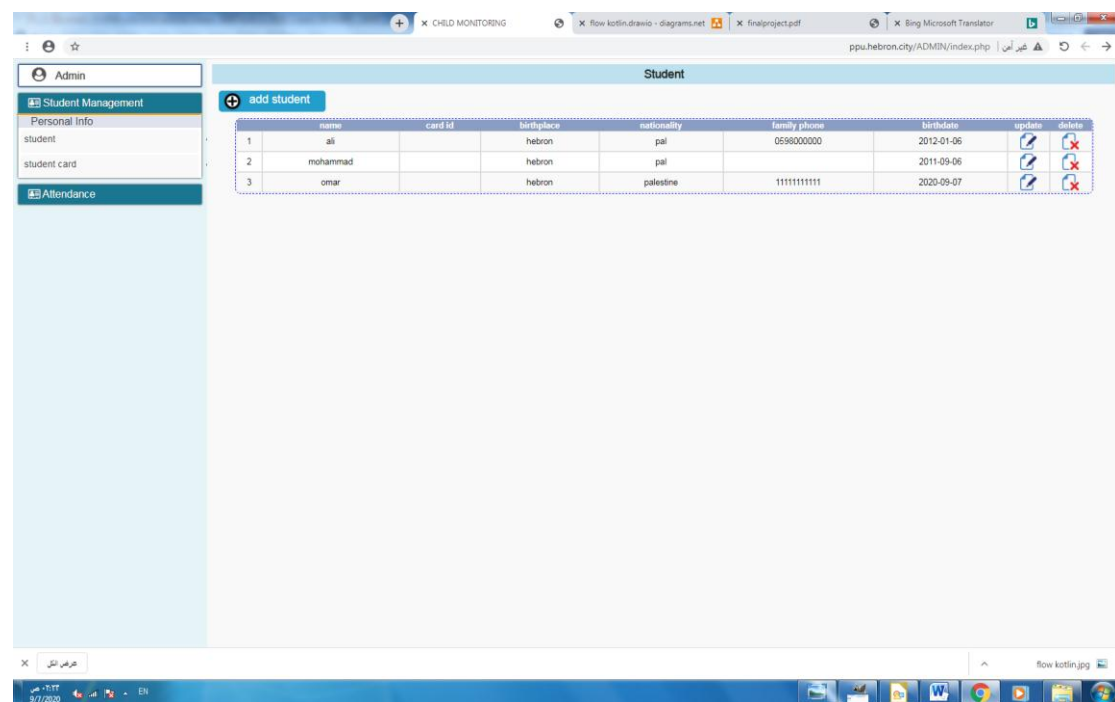 CHILD MONITORING
flow kotlin.drawio - diagrams.net
finalproject.pdf
Bing Microsoft Translator
ppu.hebron.city/ADMIN/index.php | غير آمن
Admin
Student
Student Management
add student
Personal Info
student
student card
Attendance
name card id birthplace nationality family phone birthdate update delete
1 ali hebron pal 0598000000 2012-01-06
2 mohammad hebron pal 2011-09-06
3 omar hebron palestine 11111111111 2020-09-07
عرض الكل
flow kotlin.jpg
EN
9/7/2020